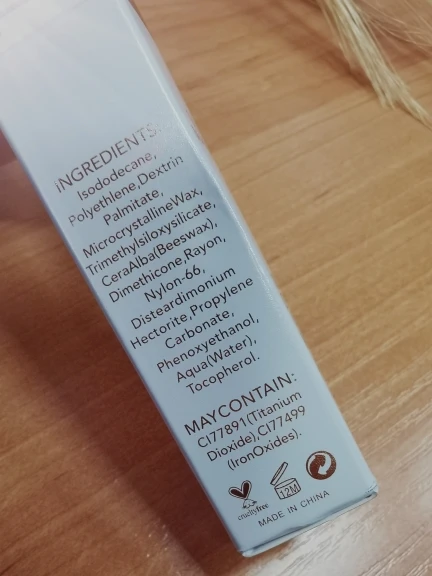 INGREDIENTS:
Isododecane,
Polyethlene,Dextrin
Palmitate,
MicrocrystallineWax,
Trimethylsiloxysilicate,
CeraAlba(Beeswax),
Dimethicone,Rayon,
Nylon-66,
Disteardimonium
Hectorite,Propylene
Carbonate,
Phenoxyethanol,
Aqua(Water),
Tocopherol.
MAYCONTAIN:
CI77891(Titanium
Dioxide),CI77499
(IronOxides).
crueltyfree
12M
MADE IN CHINA